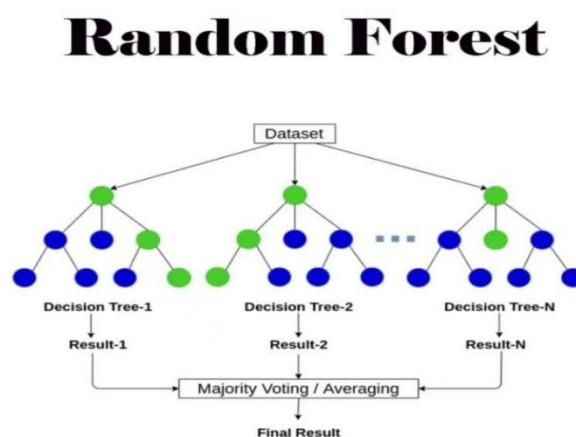 Random Forest
Dataset
Decision Tree-1 Decision Tree-2 Decision Tree-N
Result-1 Result-2 Result-N
Majority Voting / Averaging
Final Result